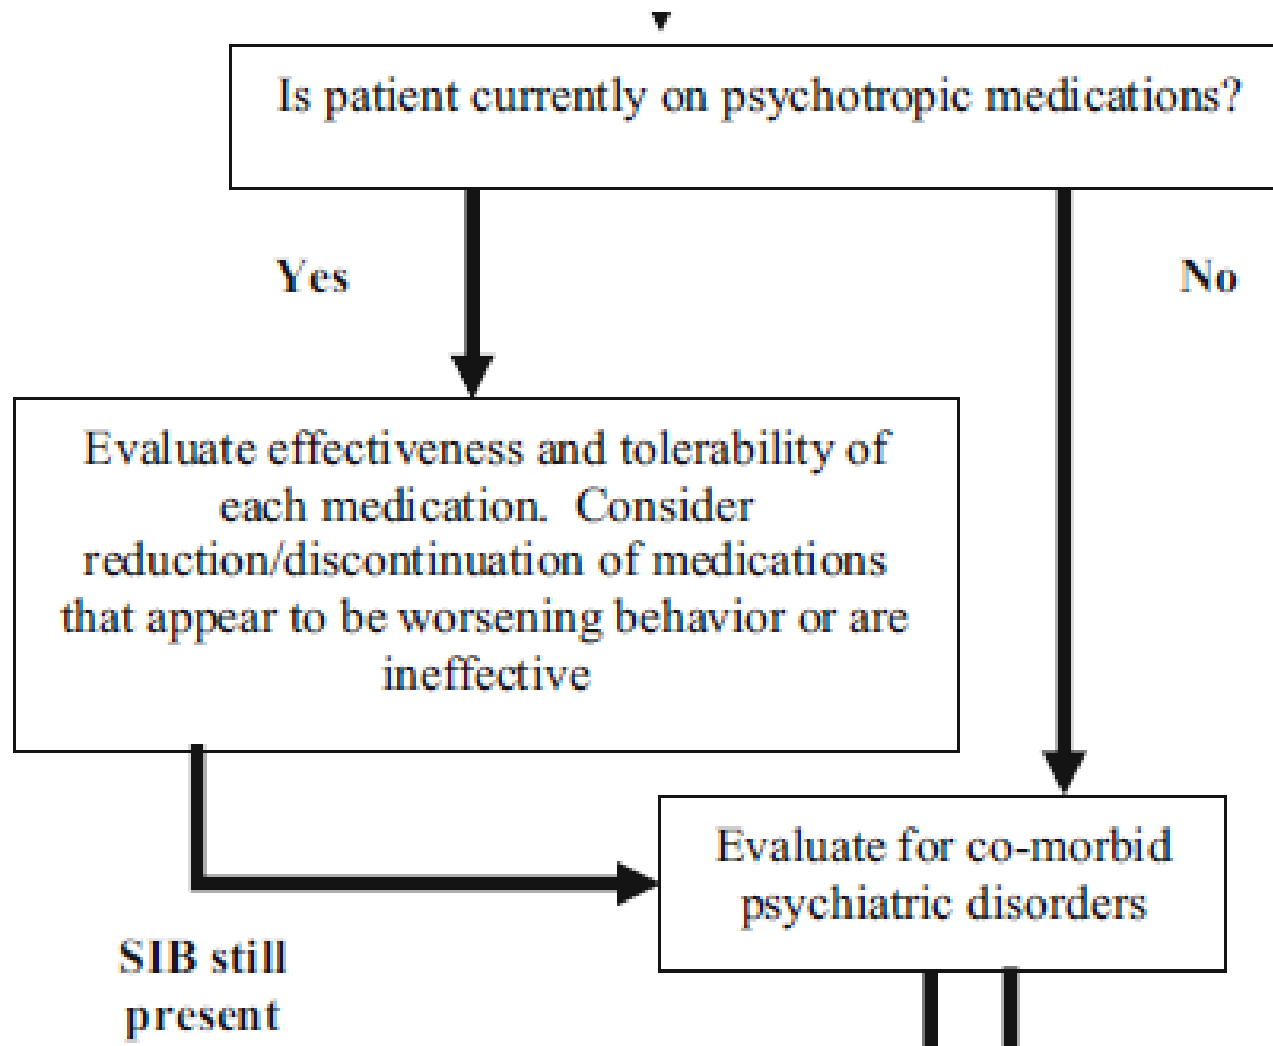 Is patient currently on psychotropic medications?
Yes
No
Evaluate effectiveness and tolerability of
each medication.  Consider
reduction/discontinuation of medications
that appear to be worsening behavior or are
ineffective
Evaluate for co-morbid
psychiatric disorders
SIB still
present